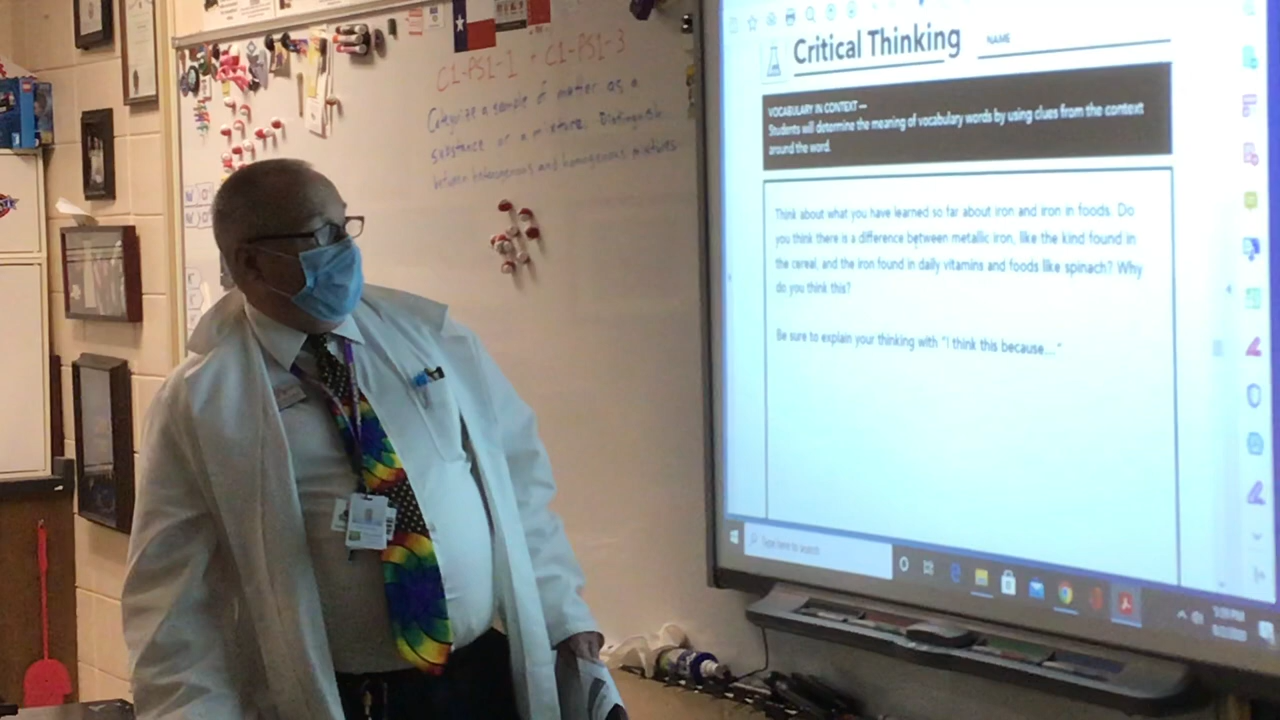 C1-PS1-1 + C1-PS1-3
Categorize a sample of matter as a
substance or a mixture. Distinguish
between heterogenous and homogenous mixtures
Critical Thinking
NAME
VOCABULARY IN CONTEXT —
Students will determine the meaning of vocabulary words by using clues from the context
around the word.
Think about what you have learned so far about iron and iron in foods. Do
you think there is a difference between metallic iron, like the kind found in
the cereal, and the iron found in daily vitamins and foods like spinach? Why
do you think this?
Be sure to explain your thinking with "I think this because..."
Type here to search